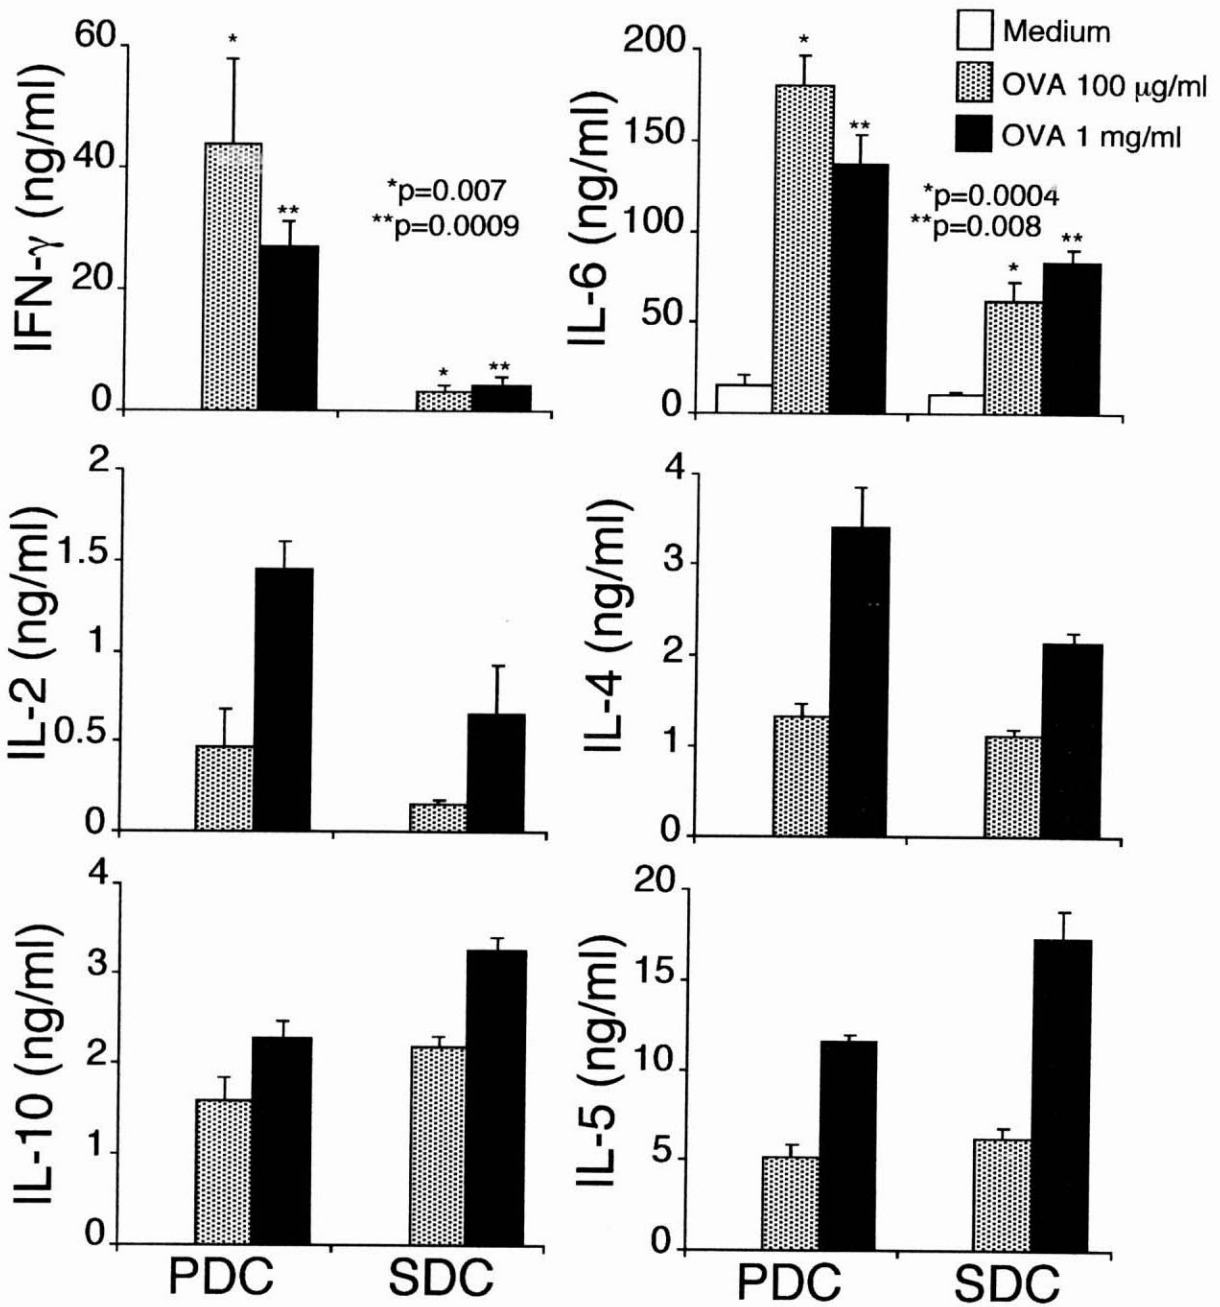 Medium
OVA 100 µg/ml
OVA 1 mg/ml
IFN-γ (ng/ml)
60
40
20
0
*
**
*p=0.007
**p=0.0009
*
**
IL-6 (ng/ml)
200
150
100
50
0
*
**
*p=0.0004
**p=0.008
*
**
IL-2 (ng/ml)
2
1.5
1
0.5
0
IL-4 (ng/ml)
4
3
2
1
0
IL-10 (ng/ml)
4
3
2
1
0
PDC
SDC
IL-5 (ng/ml)
20
15
10
5
0
PDC
SDC